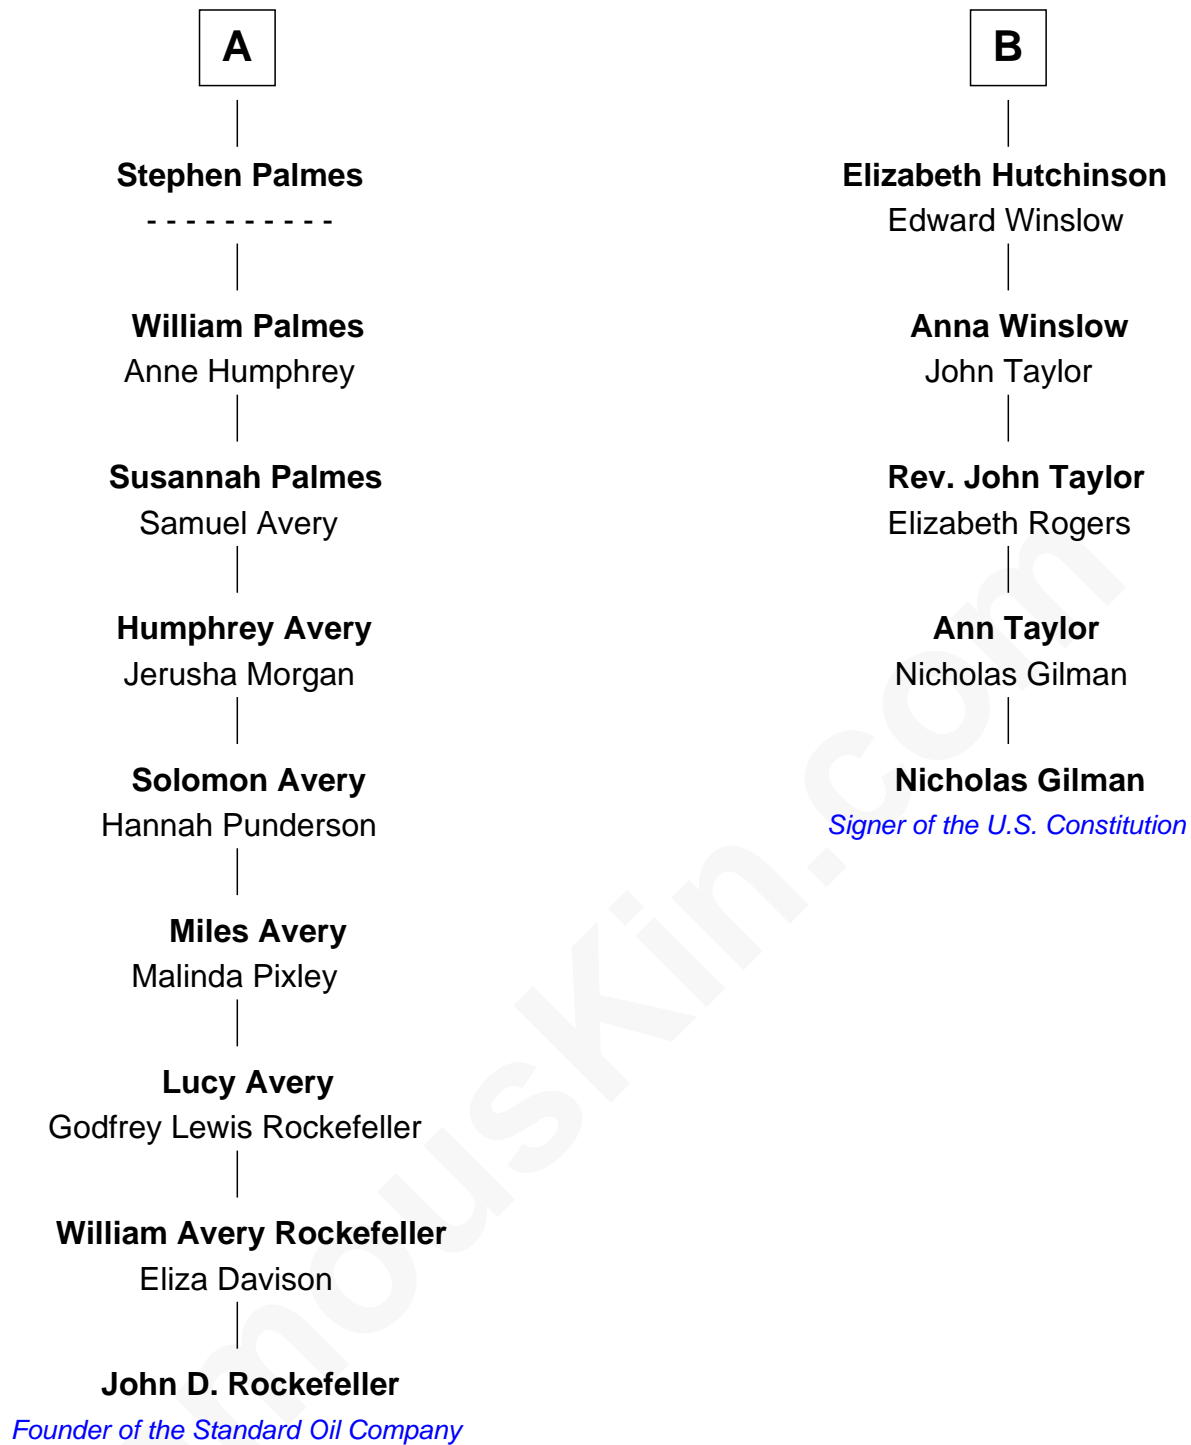 A
Stephen Palmes
- - - - - - - - - -
William Palmes
Anne Humphrey
Susannah Palmes
Samuel Avery
Humphrey Avery
Jerusha Morgan
Solomon Avery
Hannah Punderson
Miles Avery
Malinda Pixley
Lucy Avery
Godfrey Lewis Rockefeller
William Avery Rockefeller
Eliza Davison
John D. Rockefeller
Founder of the Standard Oil Company
B
Elizabeth Hutchinson
Edward Winslow
Anna Winslow
John Taylor
Rev. John Taylor
Elizabeth Rogers
Ann Taylor
Nicholas Gilman
Nicholas Gilman
Signer of the U.S. Constitution
mousKin.com